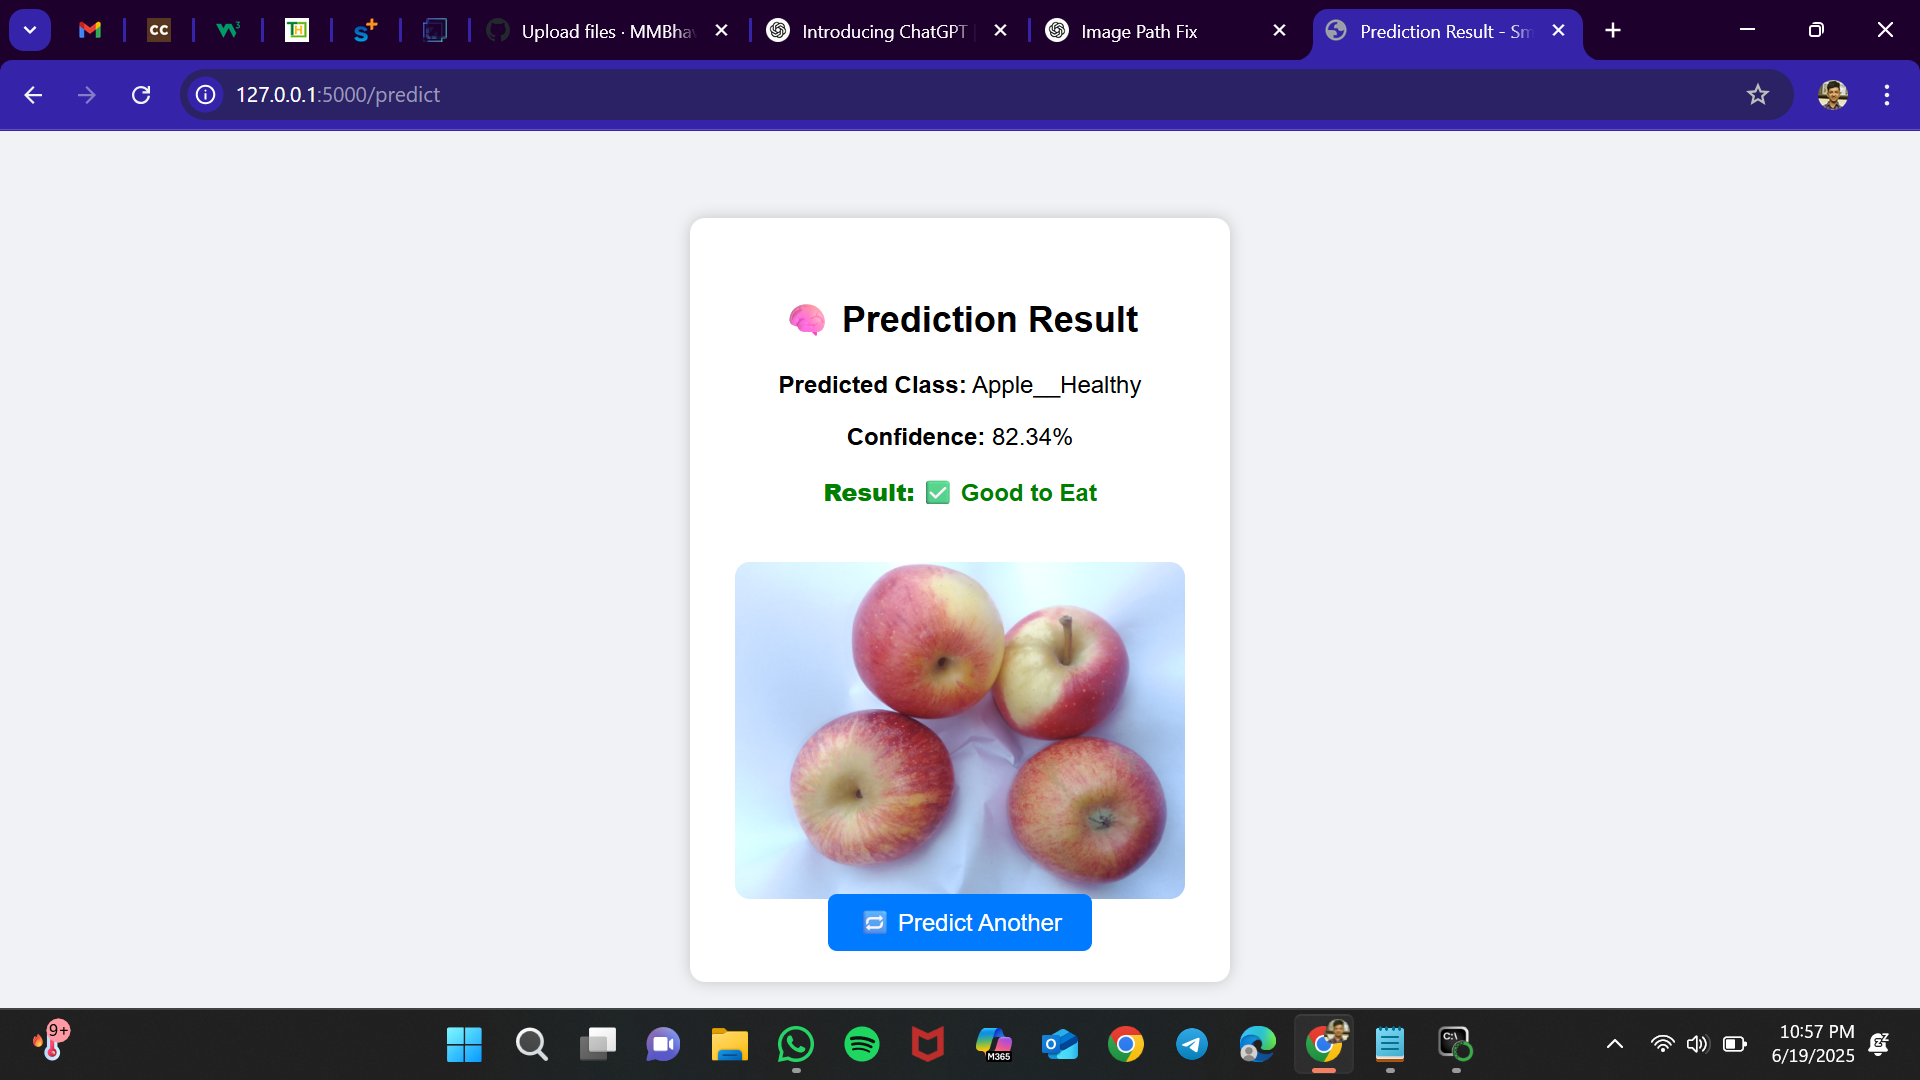 CC
W3
TH
s+
Upload files · MMBha
Introducing ChatGPT
Image Path Fix
Prediction Result - Sm
127.0.0.1:5000/predict
🧠 Prediction Result
Predicted Class: Apple__Healthy
Confidence: 82.34%
Result: ✅ Good to Eat
🔁 Predict Another
9+
M365
C:\
10:57 PM
6/19/2025